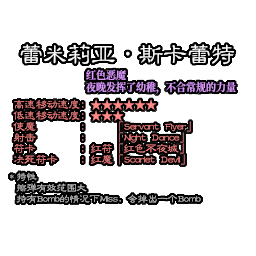 蕾米莉亚・斯卡蕾特
红色恶魔
夜晚发挥了幼稚，不合常规的力量
高速移动速度：★★★★★★
低速移动速度：★★★
使魔　　　：　　「Servant Flyer」
射击　　　：　　「Night Dance」
符卡　　　：红符「红色不夜城」
决死符卡　：红魔「Scarlet Devil」
*特性
擦弹有效范围大
持有Bomb的情况下Miss，会掉出一个Bomb